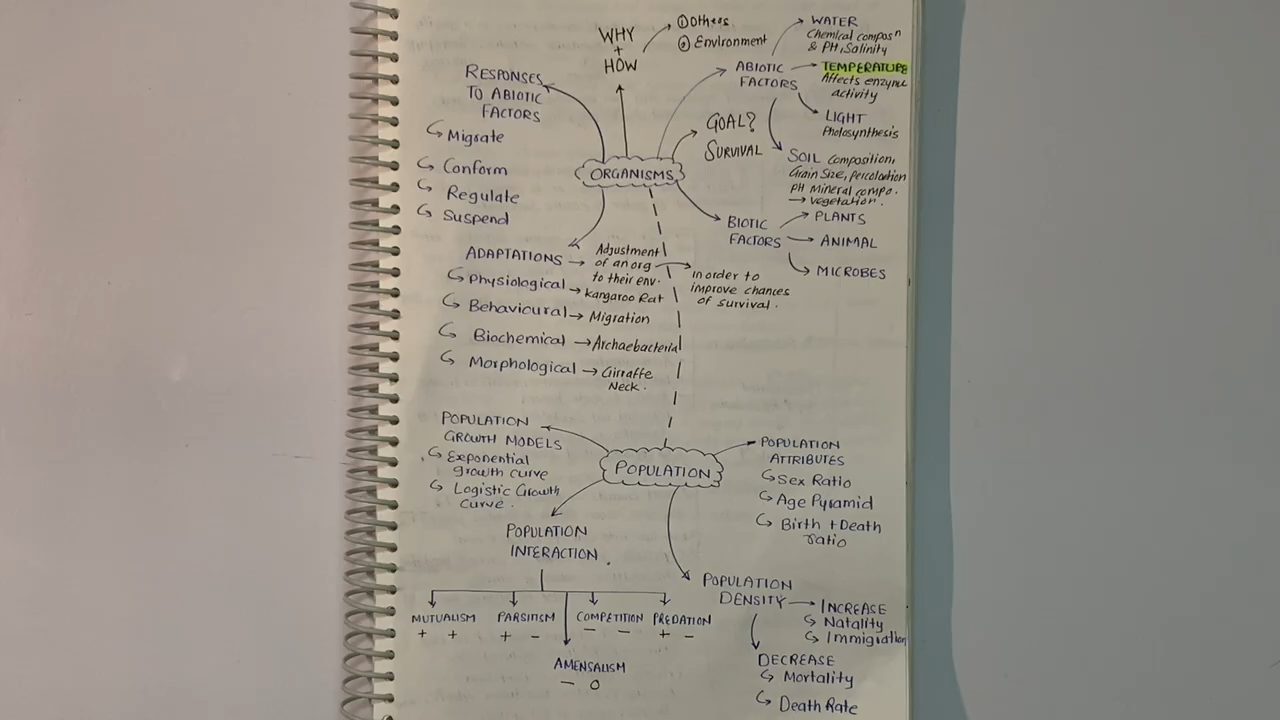 WHY
+
HOW
① Others
② Environment
RESPONSES
TO ABIOTIC
FACTORS
Migrate
Conform
Regulate
Suspend
ORGANISMS
GOAL?
SURVIVAL
ABIOTIC
FACTORS
WATER
Chemical composⁿ
& PH, Salinity
TEMPERATURE
Affects enzyme
activity
LIGHT
Photosynthesis
SOIL Composition,
Grain Size, percolation
pH Mineral compo.
→ vegetation.
BIOTIC
FACTORS
PLANTS
ANIMAL
MICROBES
ADAPTATIONS →
Adjustment
of an org
to their env.
in order to
improve chances
of survival.
Physiological → Kangaroo Rat
Behavioural → Migration
Biochemical → Archaebacteria
Morphological → Girraffe
Neck.
POPULATION
GROWTH MODELS
Exponential
growth curve
Logistic Growth
curve.
POPULATION
POPULATION
ATTRIBUTES
Sex Ratio
Age Pyramid
Birth + Death
ratio
POPULATION
INTERACTION
MUTUALISM
+ +
PARSITISM
+ -
COMPETITION
- -
PREDATION
+ -
AMENSALISM
- O
POPULATION
DENSITY
INCREASE
Natality
Immigration
DECREASE
Mortality
Death Rate